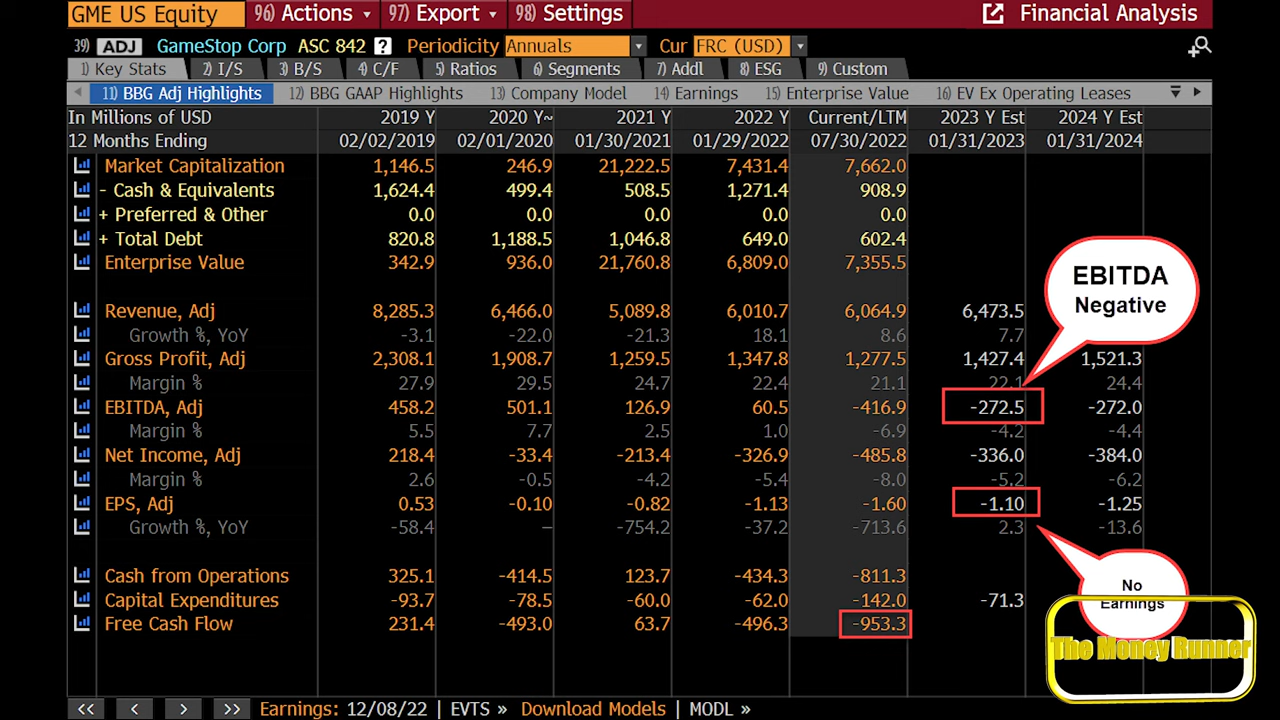 GME US Equity 96) Actions 97) Export 98) Settings Financial Analysis
39) ADJ GameStop Corp ASC 842 ? Periodicity Annuals Cur FRC (USD)
1) Key Stats 2) I/S 3) B/S 4) C/F 5) Ratios 6) Segments 7) Addl 8) ESG 9) Custom
11) BBG Adj Highlights 12) BBG GAAP Highlights 13) Company Model 14) Earnings 15) Enterprise Value 16) EV Ex Operating Leases
In Millions of USD 2019 Y 2020 Y~ 2021 Y 2022 Y Current/LTM 2023 Y Est 2024 Y Est
12 Months Ending 02/02/2019 02/01/2020 01/30/2021 01/29/2022 07/30/2022 01/31/2023 01/31/2024
Market Capitalization 1,146.5 246.9 21,222.5 7,431.4 7,662.0
- Cash & Equivalents 1,624.4 499.4 508.5 1,271.4 908.9
+ Preferred & Other 0.0 0.0 0.0 0.0 0.0
+ Total Debt 820.8 1,188.5 1,046.8 649.0 602.4
Enterprise Value 342.9 936.0 21,760.8 6,809.0 7,355.5
EBITDA
Negative
Revenue, Adj 8,285.3 6,466.0 5,089.8 6,010.7 6,064.9 6,473.5
Growth %, YoY -3.1 -22.0 -21.3 18.1 8.6 7.7
Gross Profit, Adj 2,308.1 1,908.7 1,259.5 1,347.8 1,277.5 1,427.4 1,521.3
Margin % 27.9 29.5 24.7 22.4 21.1 22.1 24.4
EBITDA, Adj 458.2 501.1 126.9 60.5 -416.9 -272.5 -272.0
Margin % 5.5 7.7 2.5 1.0 -6.9 -4.2 -4.4
Net Income, Adj 218.4 -33.4 -213.4 -326.9 -485.8 -336.0 -384.0
Margin % 2.6 -0.5 -4.2 -5.4 -8.0 -5.2 -6.2
EPS, Adj 0.53 -0.10 -0.82 -1.13 -1.60 -1.10 -1.25
Growth %, YoY -58.4 – -754.2 -37.2 -713.6 2.3 -13.6
Cash from Operations 325.1 -414.5 123.7 -434.3 -811.3
Capital Expenditures -93.7 -78.5 -60.0 -62.0 -142.0 -71.3
Free Cash Flow 231.4 -493.0 63.7 -496.3 -953.3
No
Earnings
The Money Runner
<< < > >> Earnings: 12/08/22 | EVTS » Download Models | MODL »